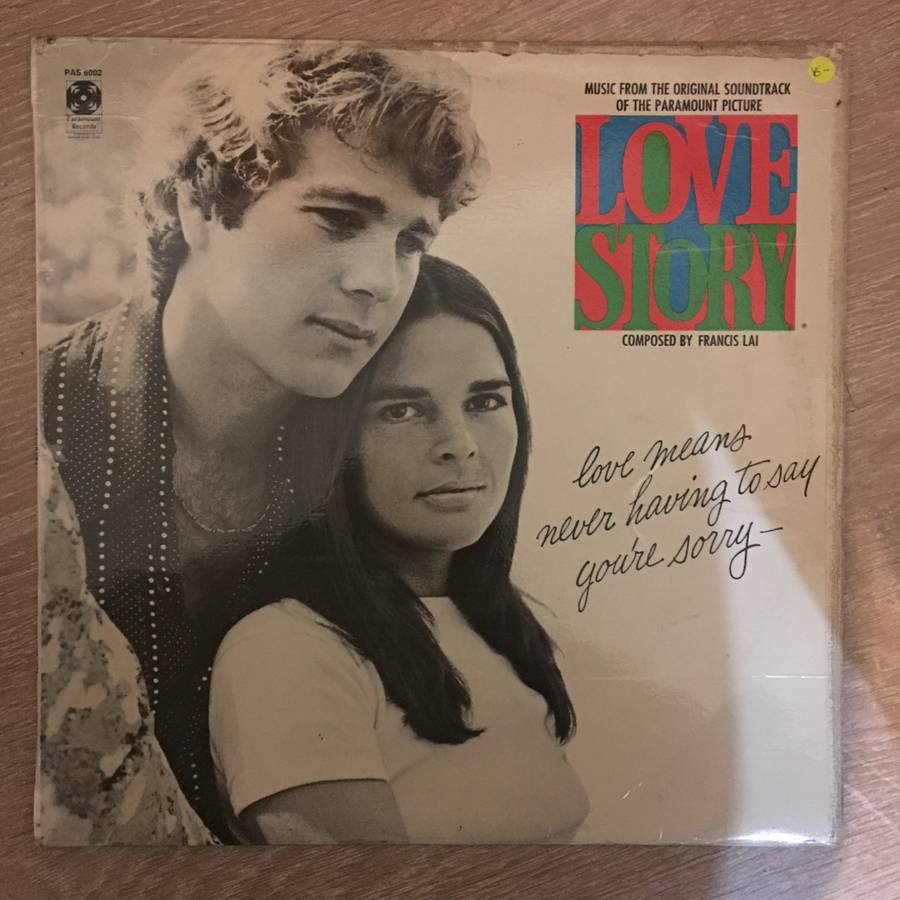 PAS 6002
Paramount
Records
MUSIC FROM THE ORIGINAL SOUNDTRACK
OF THE PARAMOUNT PICTURE
LOVE
STORY
COMPOSED BY FRANCIS LAI
love means
never having to say
you're sorry—